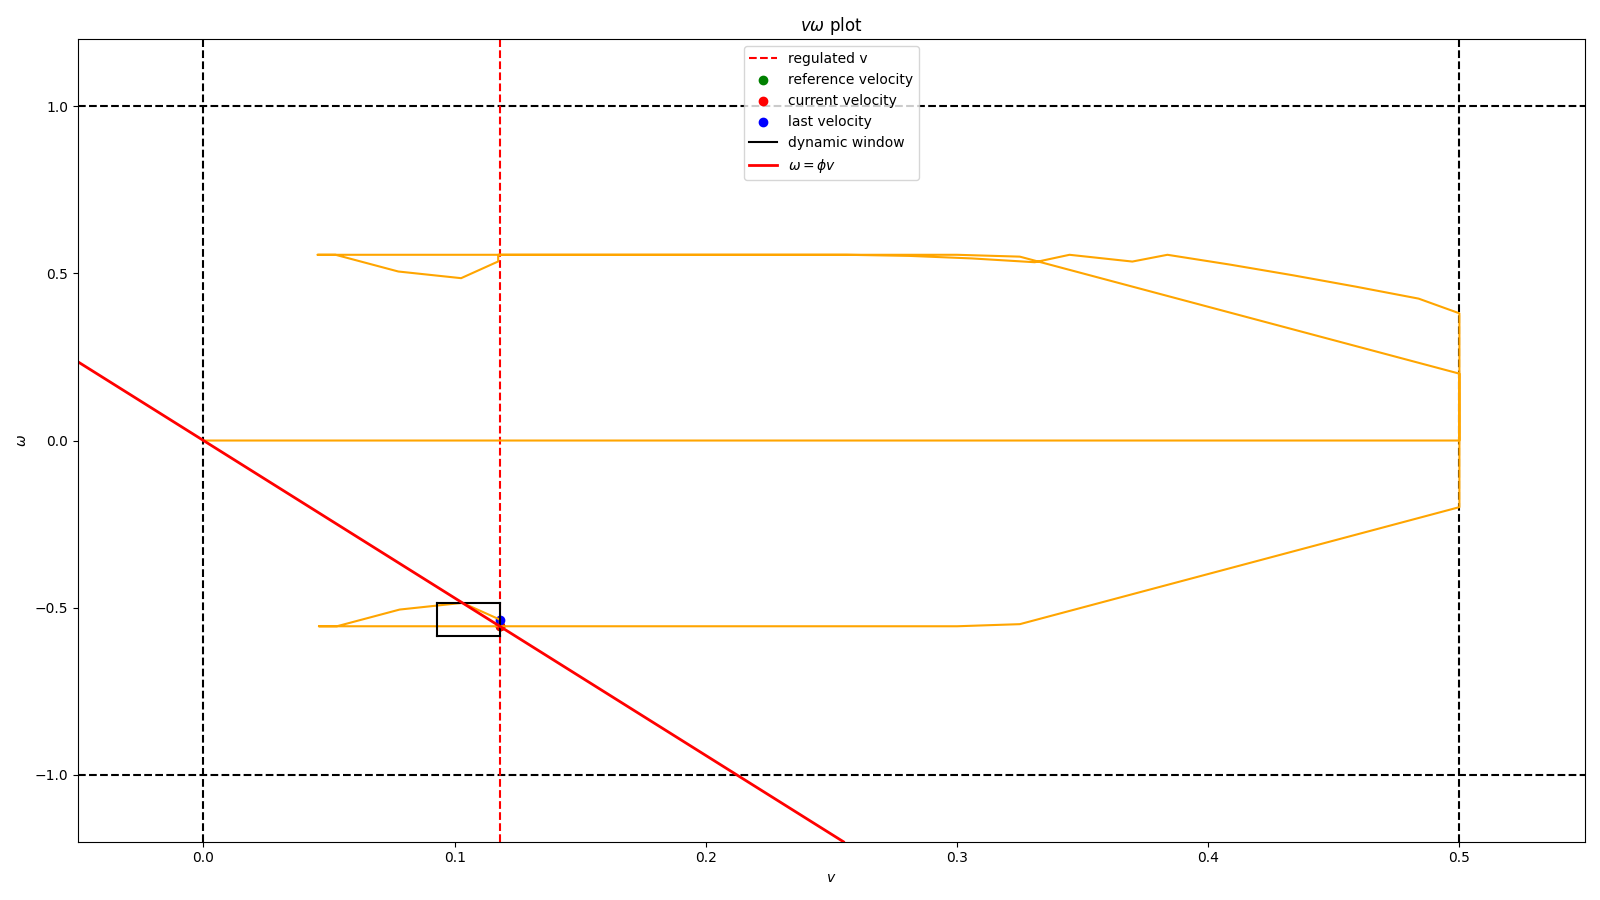 vω plot
regulated v
reference velocity
current velocity
last velocity
dynamic window
ω = ϕv
1.0
0.5
0.0
−0.5
−1.0
ω
0.0 0.1 0.2 0.3 0.4 0.5
v